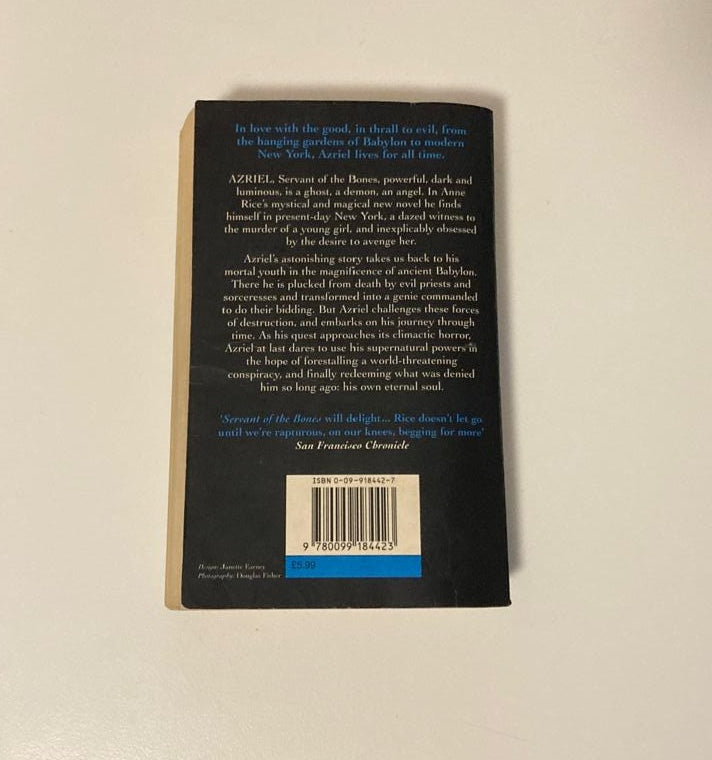 In love with the good, in thrall to evil, from
the hanging gardens of Babylon to modern
New York, Azriel lives for all time.
AZRIEL, Servant of the Bones, powerful, dark and
luminous, is a ghost, a demon, an angel. In Anne
Rice's mystical and magical new novel he finds
himself in present-day New York, a dazed witness to
the murder of a young girl, and inexplicably obsessed
by the desire to avenge her.
Azriel's astonishing story takes us back to his
mortal youth in the magnificence of ancient Babylon.
There he is plucked from death by evil priests and
sorceresses and transformed into a genie commanded
to do their bidding. But Azriel challenges these forces
of destruction, and embarks on his journey through
time. As his quest approaches its climactic horror,
Azriel at last dares to use his supernatural powers in
the hope of forestalling a world-threatening
conspiracy, and finally redeeming what was denied
him so long ago: his own eternal soul.
'Servant of the Bones will delight... Rice doesn't let go
until we're rapturous, on our knees, begging for more'
San Francisco Chronicle
ISBN 0-09-918442-7
9 780099 184423
£5.99
Design: Janette
Photography: Douglas Fisher